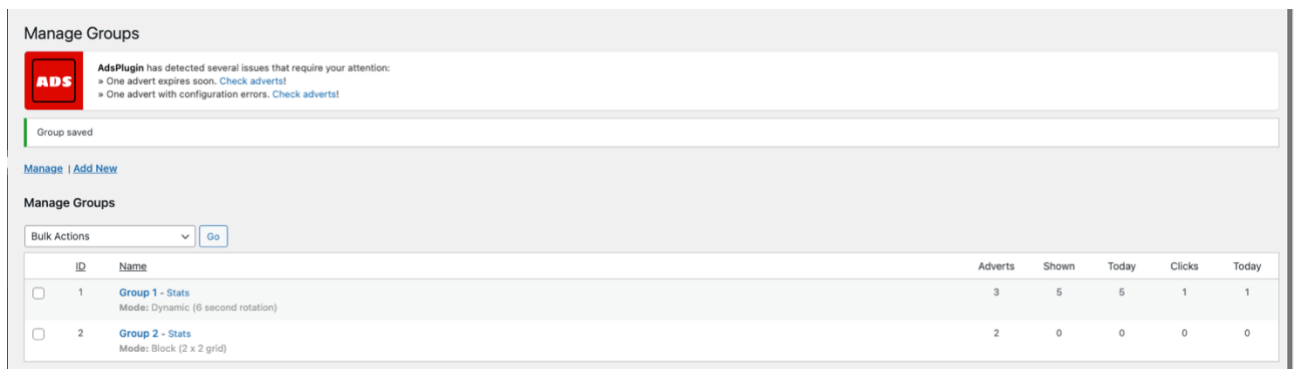 Manage Groups
ADS
AdsPlugin has detected several issues that require your attention:
» One advert expires soon. Check adverts!
» One advert with configuration errors. Check adverts!
Group saved
Manage | Add New
Manage Groups
Bulk Actions Go
ID Name Adverts Shown Today Clicks Today
1 Group 1 - Stats 3 5 5 1 1
Mode: Dynamic (6 second rotation)
2 Group 2 - Stats 2 0 0 0 0
Mode: Block (2 x 2 grid)